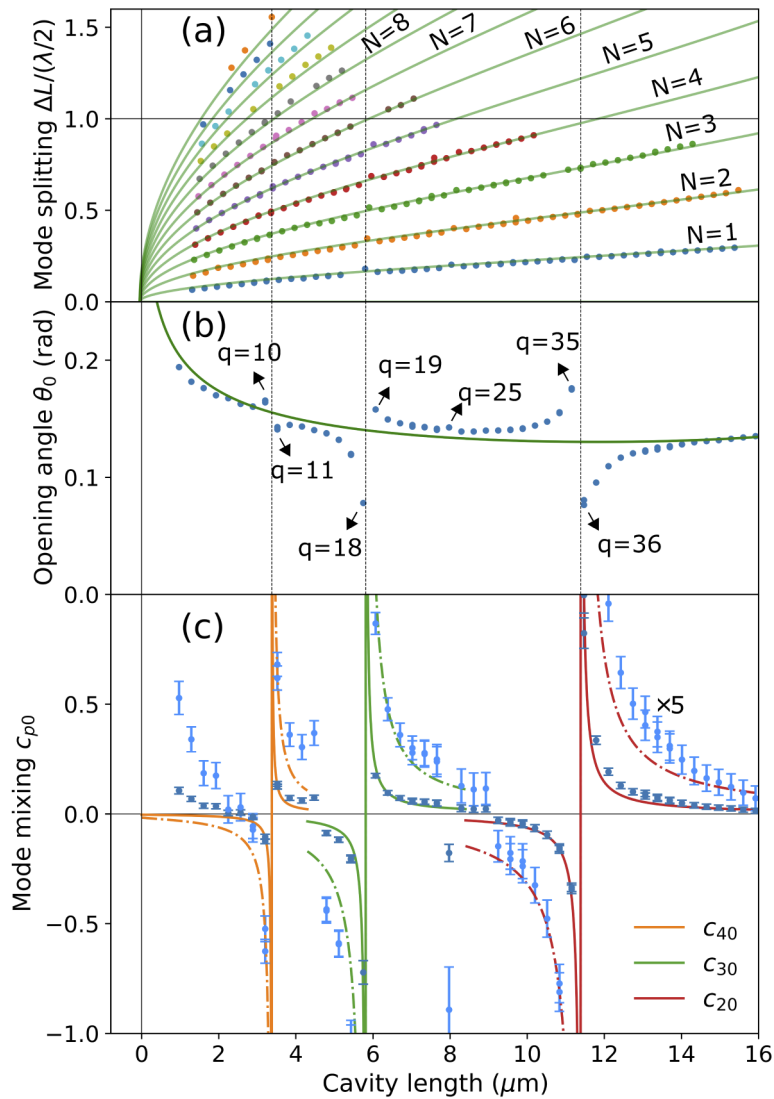 (a)
N=8
N=7
N=6
N=5
N=4
N=3
N=2
N=1
1.5
1.0
0.5
0.0
Mode splitting ΔL/(λ/2)
(b)
q=10
q=19
q=35
q=25
q=11
q=18
q=36
0.2
0.1
0.0
Opening angle θ₀ (rad)
(c)
×5
0.5
0.0
−0.5
−1.0
Mode mixing cₚ₀
c₄₀
c₃₀
c₂₀
0 2 4 6 8 10 12 14 16
Cavity length (μm)